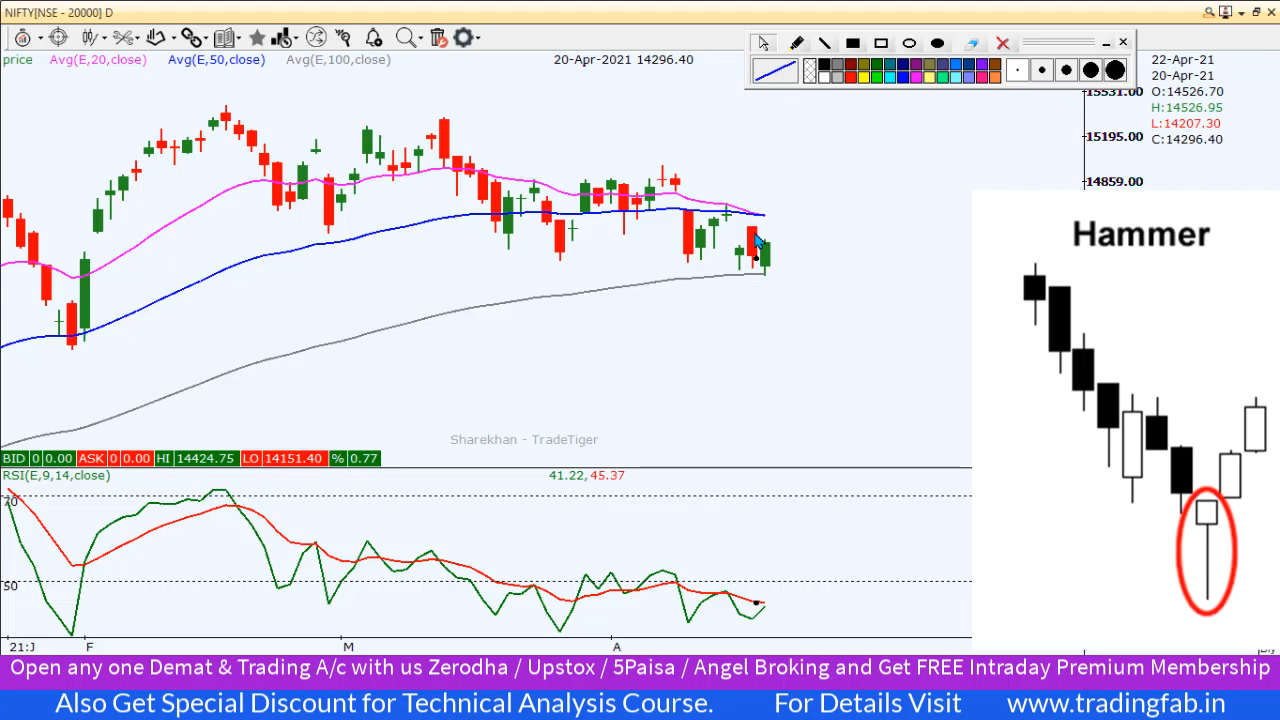 NIFTY[NSE - 20000] D
price Avg(E,20,close) Avg(E,50,close) Avg(E,100,close) 20-Apr-2021 14296.40
22-Apr-21
20-Apr-21
O:14526.70
H:14526.95
L:14207.30
C:14296.40
15531.00
15195.00
14859.00
Hammer
Sharekhan - TradeTiger
BID 0 0.00 ASK 0 0.00 HI 14424.75 LO 14151.40 % 0.77
RSI(E,9,14,close) 41.22, 45.37
70
50
21:J F M A
Open any one Demat & Trading A/c with us Zerodha / Upstox / 5Paisa / Angel Broking and Get FREE Intraday Premium Membership
Also Get Special Discount for Technical Analysis Course. For Details Visit www.tradingfab.in